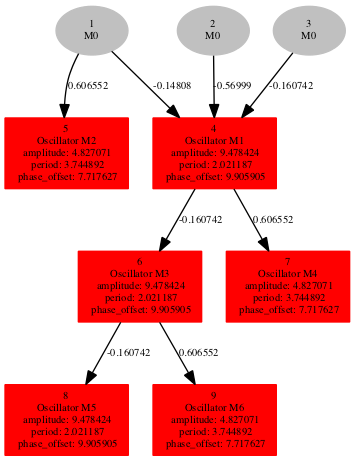 1
M0
2
M0
3
M0
0.606552
-0.14808
-0.56999
-0.160742
5
Oscillator M2
amplitude: 4.827071
period: 3.744892
phase_offset: 7.717627
4
Oscillator M1
amplitude: 9.478424
period: 2.021187
phase_offset: 9.905905
-0.160742
0.606552
6
Oscillator M3
amplitude: 9.478424
period: 2.021187
phase_offset: 9.905905
7
Oscillator M4
amplitude: 4.827071
period: 3.744892
phase_offset: 7.717627
-0.160742
0.606552
8
Oscillator M5
amplitude: 9.478424
period: 2.021187
phase_offset: 9.905905
9
Oscillator M6
amplitude: 4.827071
period: 3.744892
phase_offset: 7.717627